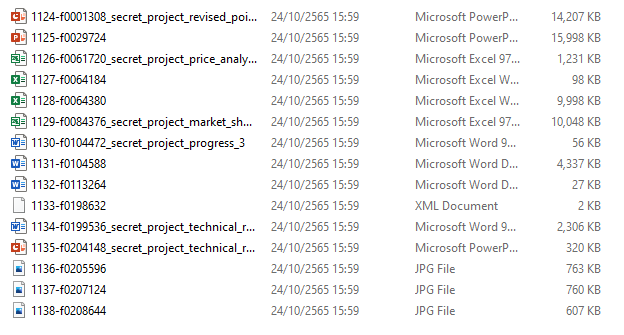 1124-f0001308_secret_project_revised_poi... 24/10/2565 15:59 Microsoft PowerP... 14,207 KB
1125-f0029724 24/10/2565 15:59 Microsoft PowerP... 15,998 KB
1126-f0061720_secret_project_price_analy... 24/10/2565 15:59 Microsoft Excel 97... 1,231 KB
1127-f0064184 24/10/2565 15:59 Microsoft Excel W... 98 KB
1128-f0064380 24/10/2565 15:59 Microsoft Excel W... 9,998 KB
1129-f0084376_secret_project_market_sh... 24/10/2565 15:59 Microsoft Excel 97... 10,048 KB
1130-f0104472_secret_project_progress_3 24/10/2565 15:59 Microsoft Word 9... 56 KB
1131-f0104588 24/10/2565 15:59 Microsoft Word D... 4,337 KB
1132-f0113264 24/10/2565 15:59 Microsoft Word D... 27 KB
1133-f0198632 24/10/2565 15:59 XML Document 2 KB
1134-f0199536_secret_project_technical_r... 24/10/2565 15:59 Microsoft Word 9... 2,306 KB
1135-f0204148_secret_project_technical_r... 24/10/2565 15:59 Microsoft PowerP... 320 KB
1136-f0205596 24/10/2565 15:59 JPG File 763 KB
1137-f0207124 24/10/2565 15:59 JPG File 760 KB
1138-f0208644 24/10/2565 15:59 JPG File 607 KB